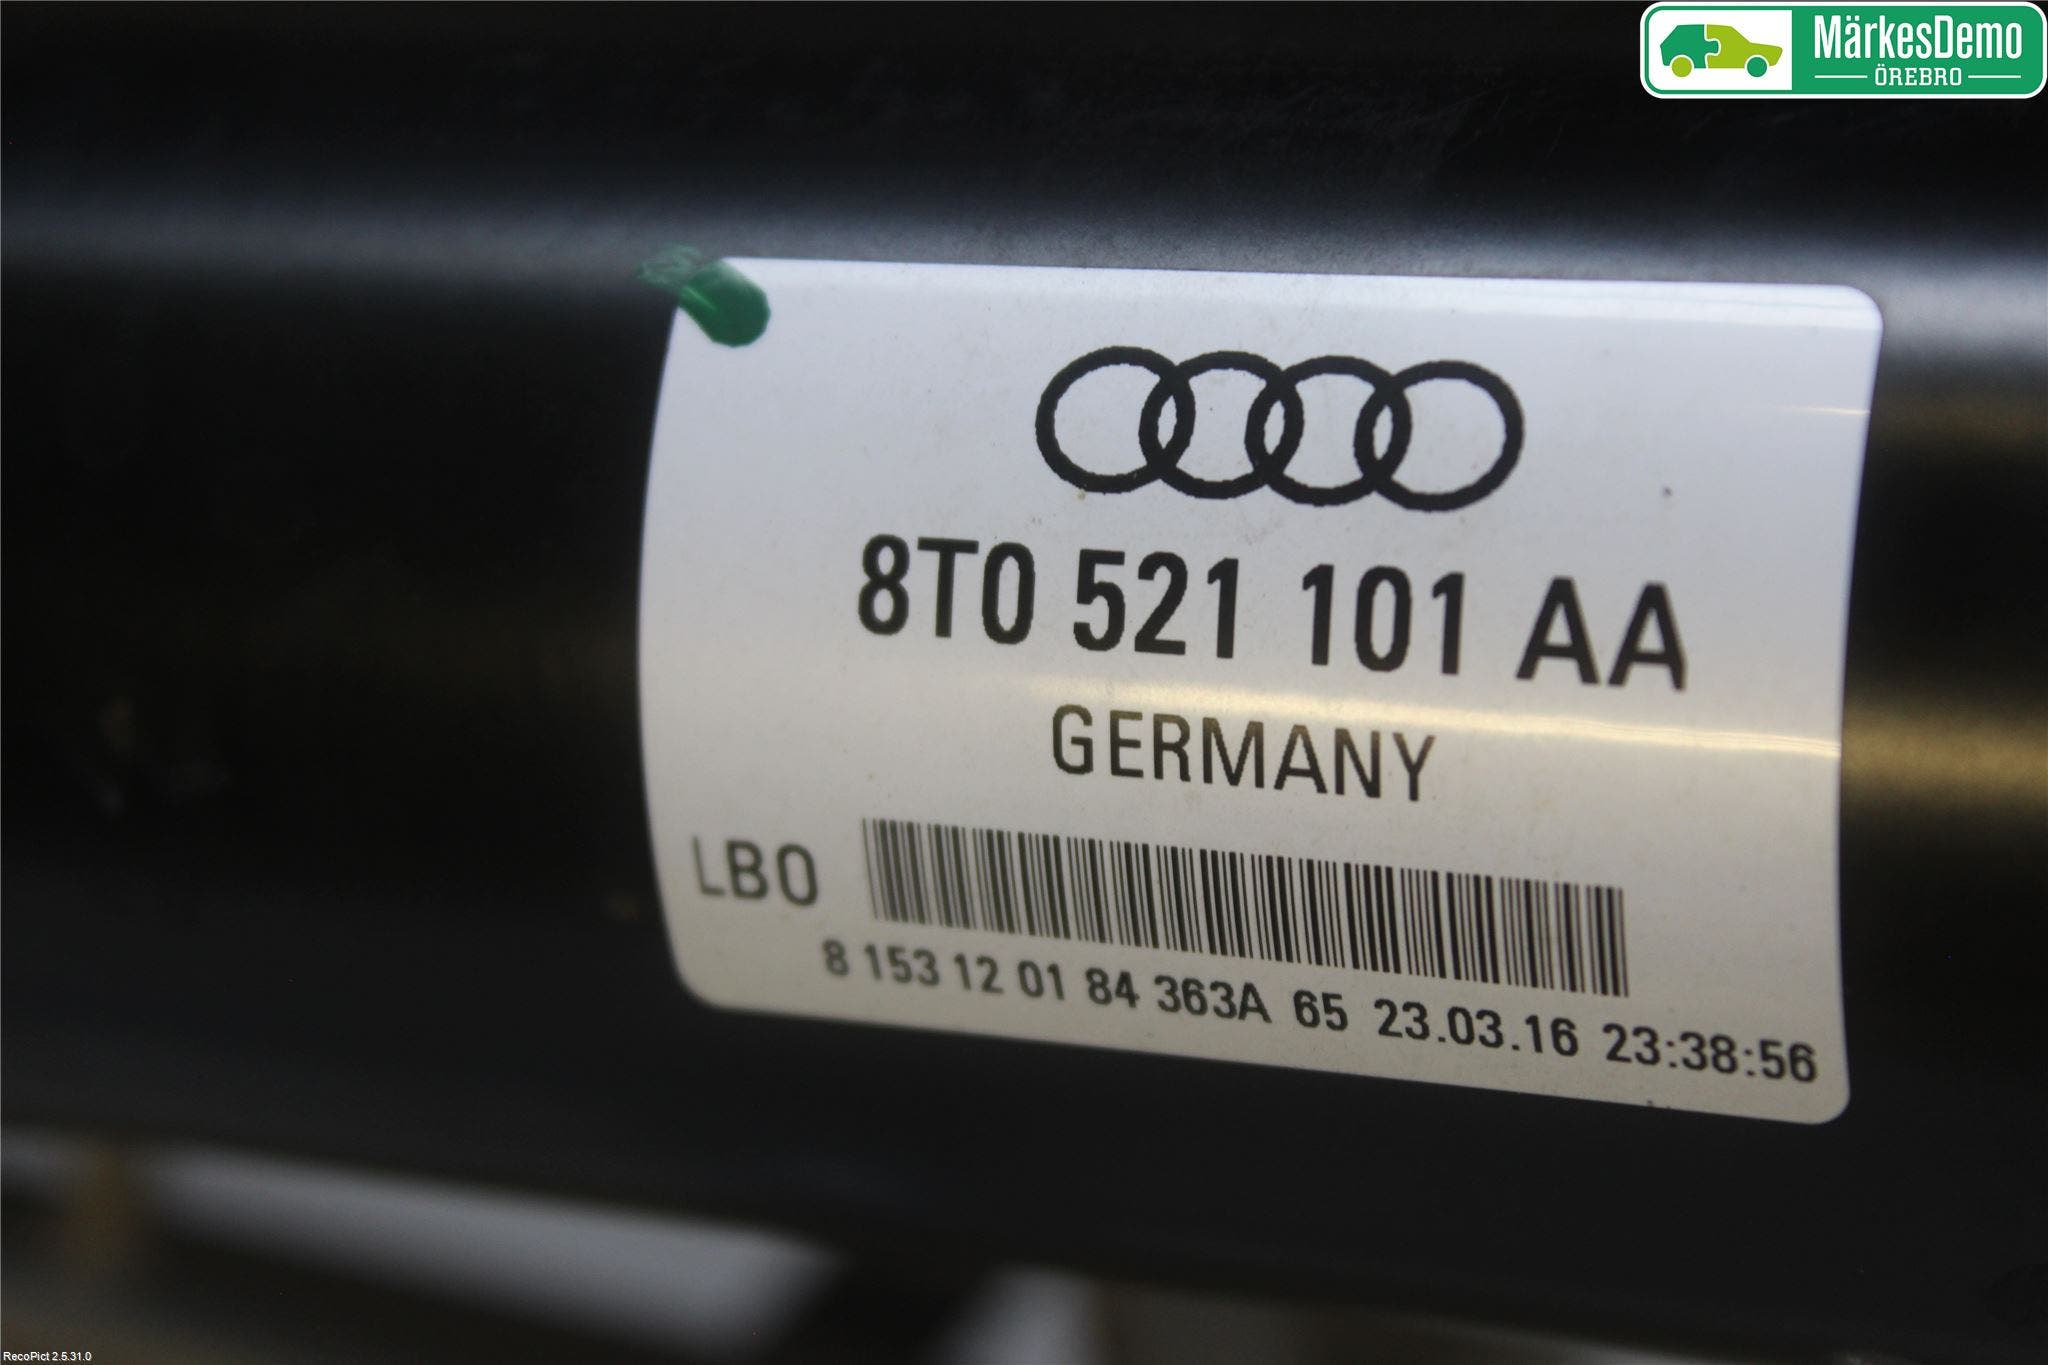 MärkesDemo
ÖREBRO
8T0 521 101 AA
GERMANY
LBO
8 153 12 01 84 363A 65 23.03.16 23:38:56
RecoPict 2.5.31.0